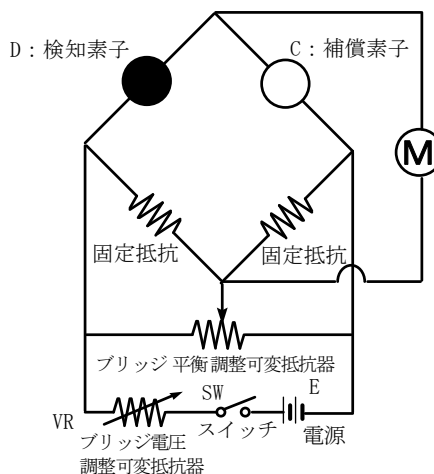 D：検知素子
C：補償素子
M
固定抵抗
固定抵抗
ブリッジ平衡調整可変抵抗器
SW
E
VR
スイッチ
電源
ブリッジ電圧
調整可変抵抗器